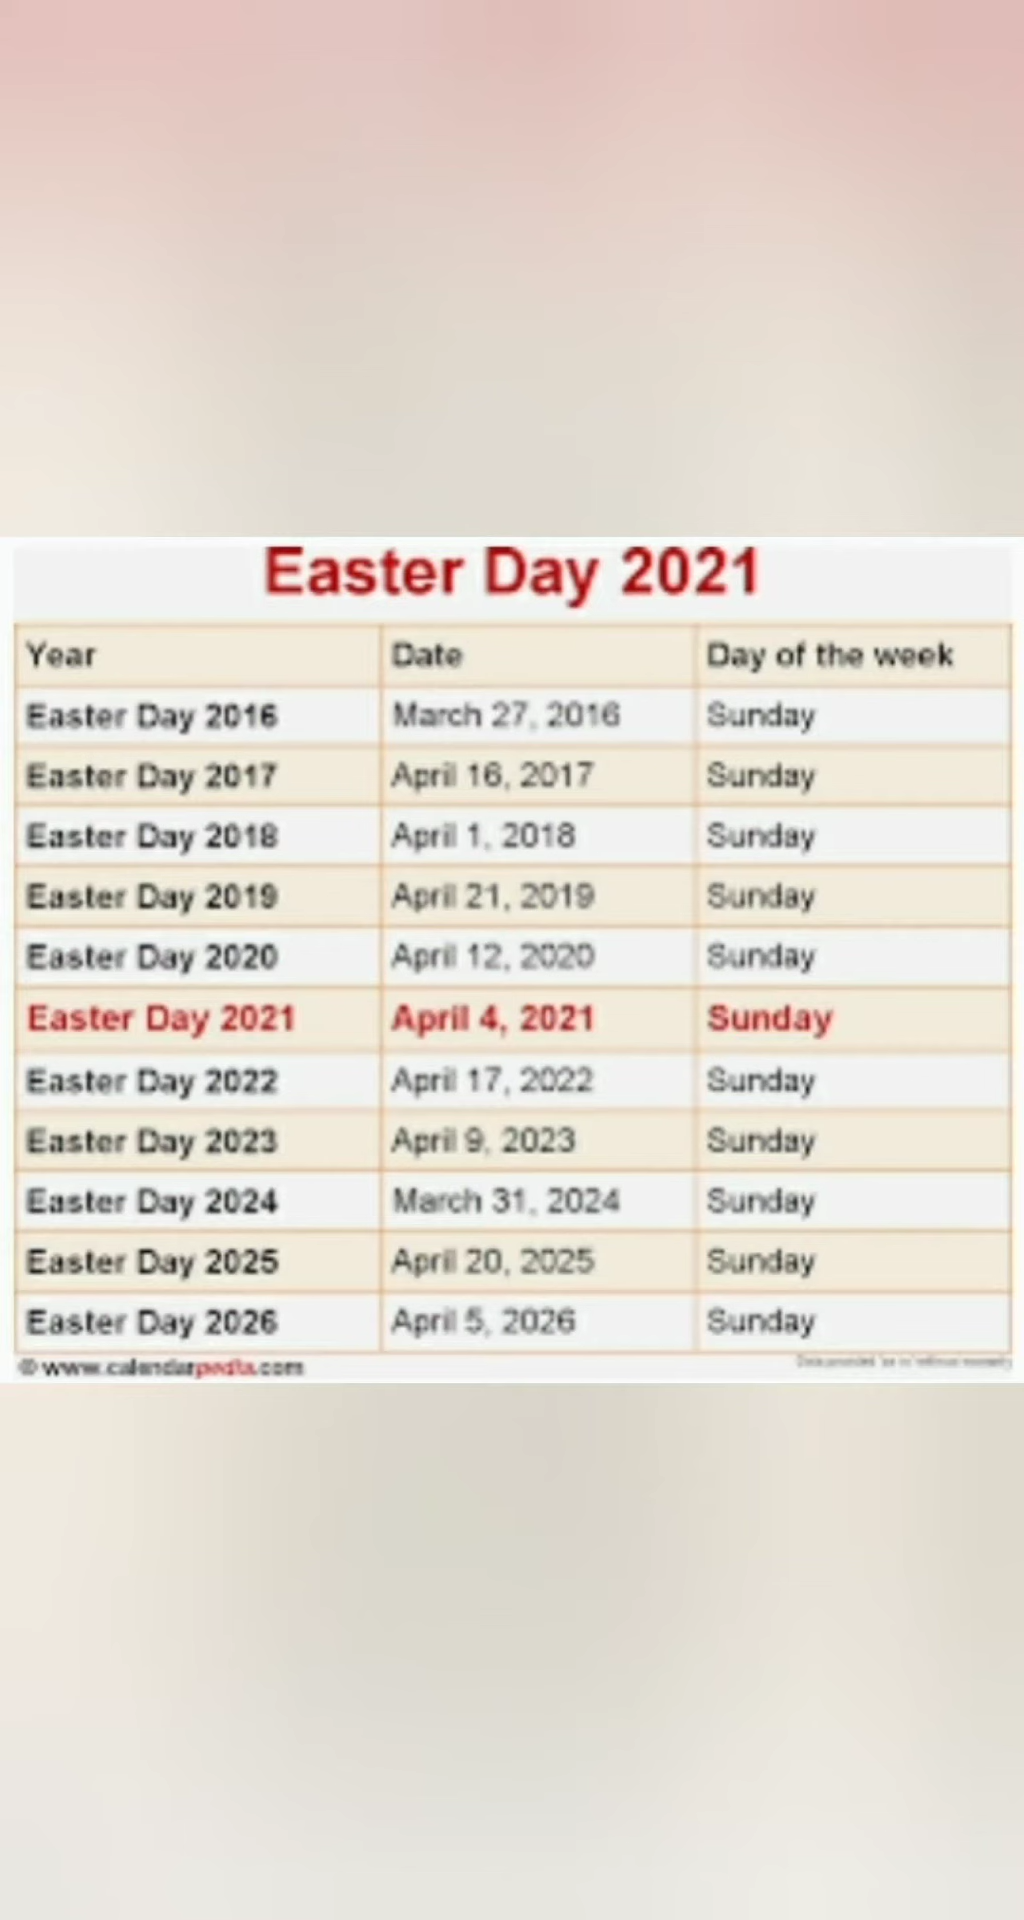 Easter Day 2021
Year Date Day of the week
Easter Day 2016 March 27, 2016 Sunday
Easter Day 2017 April 16, 2017 Sunday
Easter Day 2018 April 1, 2018 Sunday
Easter Day 2019 April 21, 2019 Sunday
Easter Day 2020 April 12, 2020 Sunday
Easter Day 2021 April 4, 2021 Sunday
Easter Day 2022 April 17, 2022 Sunday
Easter Day 2023 April 9, 2023 Sunday
Easter Day 2024 March 31, 2024 Sunday
Easter Day 2025 April 20, 2025 Sunday
Easter Day 2026 April 5, 2026 Sunday
© www.calendarpedia.com